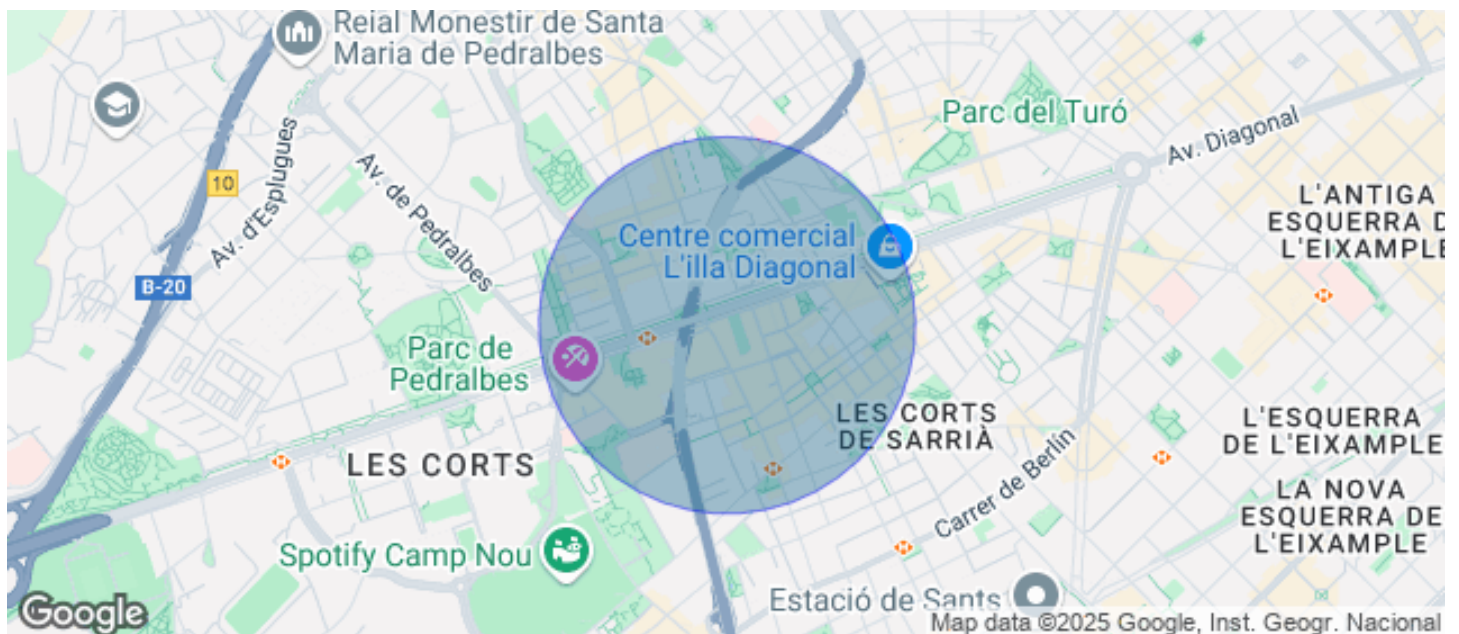 Reial Monestir de Santa
Maria de Pedralbes
Parc del Turó
Av. Diagonal
10
Av. d'Esplugues
Av. de Pedralbes
L'ANTIGA
ESQUERRA D
L'EIXAMPLE
Centre comercial
L'illa Diagonal
B-20
Parc de
Pedralbes
LES CORTS
DE SARRIÀ
L'ESQUERRA
DE L'EIXAMPLE
LES CORTS
Carrer de Berlín
LA NOVA
ESQUERRA DE
L'EIXAMPLE
Spotify Camp Nou
Estació de Sants
Google
Map data ©2025 Google, Inst. Geogr. Nacional